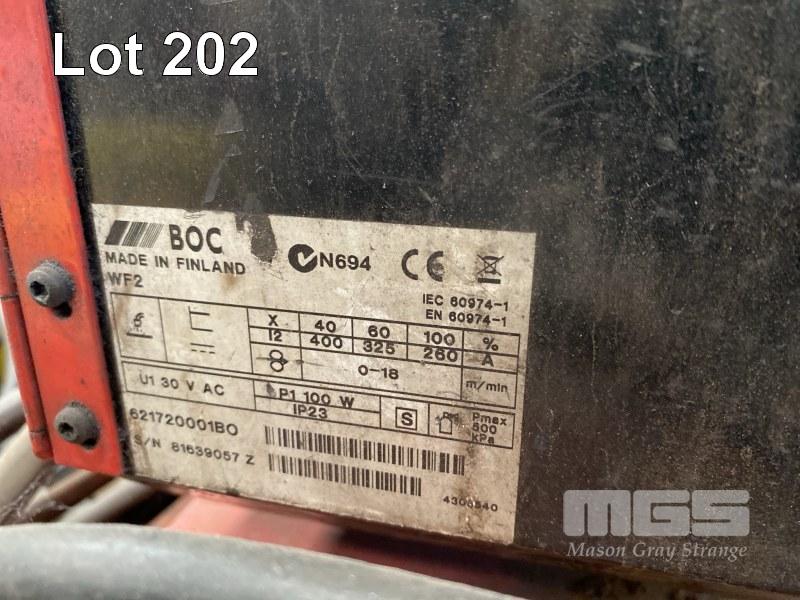 Lot 202
BOC
N694
CE
MADE IN FINLAND
WF2
IEC 60974-1
EN 60974-1
X 40 60 100 %
I2 400 325 260 A
0-18 m/min
U1 30 V AC
P1 100 W
IP23
S
Pmax
500
kPa
621720001BO
S/N 81639057 Z
4306540
MGS
Mason Gray Strange